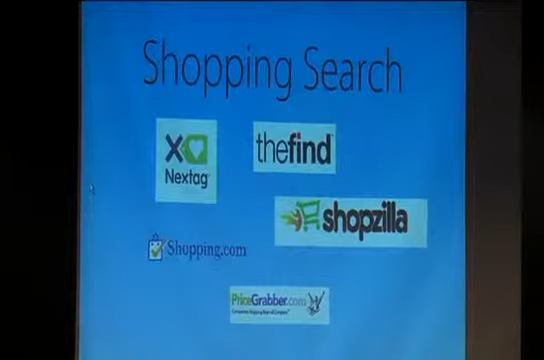 Shopping Search
Nextag
thefind
shopzilla
Shopping.com
PriceGrabber.com